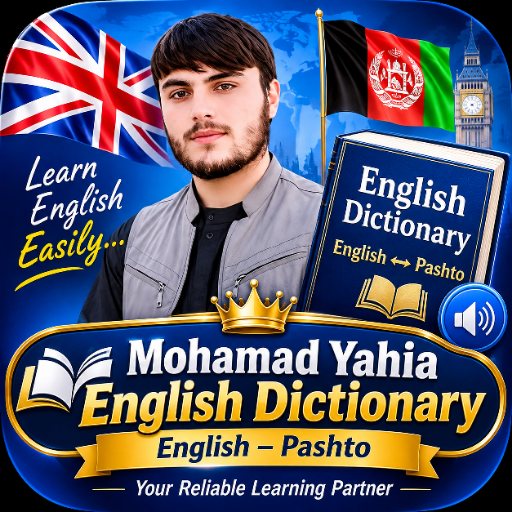 Learn
English
Easily...
English
Dictionary
English ↔ Pashto
Mohamad Yahia
English Dictionary
English – Pashto
Your Reliable Learning Partner